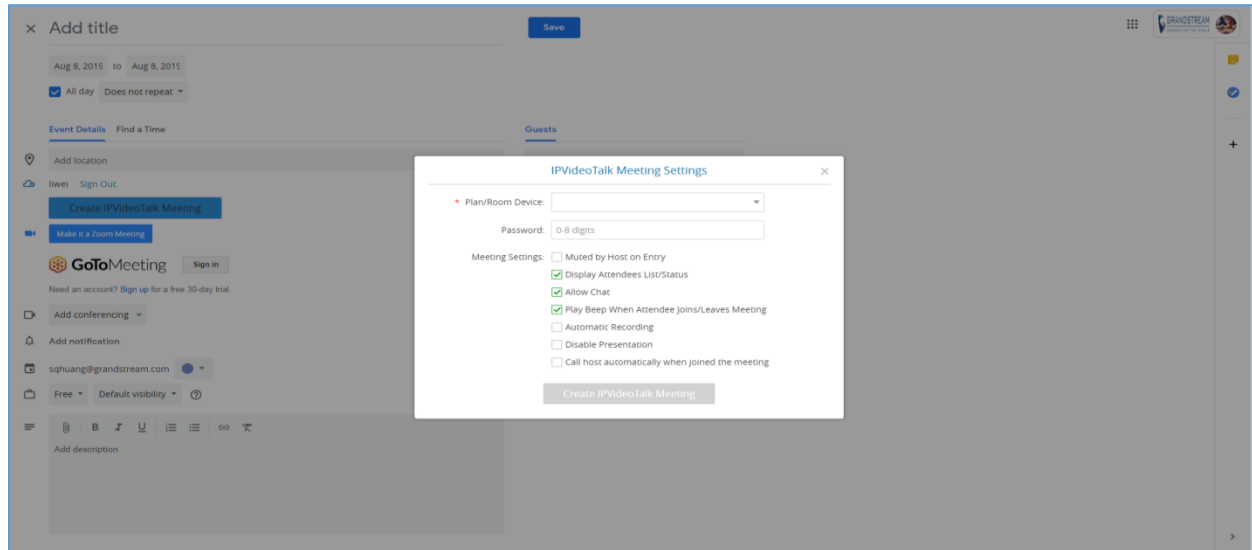 Add title
Save
GRANDSTREAM
Aug 8, 2019 to Aug 8, 2019
All day Does not repeat
Event Details Find a Time
Guests
Add location
liwei Sign Out
Create IPVideoTalk Meeting
Make it a Zoom Meeting
GoToMeeting Sign in
Need an account? Sign up for a free 30-day trial.
Add conferencing
Add notification
sqhuang@grandstream.com
Free Default visibility
B I U
Add description
IPVideoTalk Meeting Settings
* Plan/Room Device:
Password: 0-8 digits
Meeting Settings: Muted by Host on Entry
Display Attendees List/Status
Allow Chat
Play Beep When Attendee Joins/Leaves Meeting
Automatic Recording
Disable Presentation
Call host automatically when joined the meeting
Create IPVideoTalk Meeting